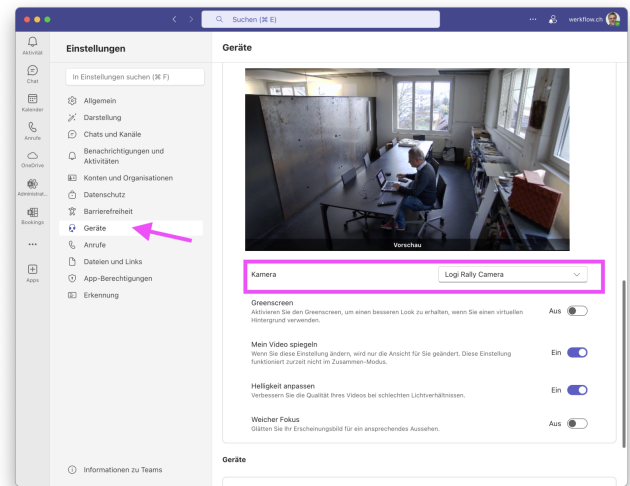 Suchen (⌘ E)
werkflow.ch
Aktivität
Chat
Kalender
Anrufe
OneDrive
Administrat...
Bookings
Apps
Einstellungen
In Einstellungen suchen (⌘ F)
Allgemein
Darstellung
Chats und Kanäle
Benachrichtigungen und
Aktivitäten
Konten und Organisationen
Datenschutz
Barrierefreiheit
Geräte
Anrufe
Dateien und Links
App-Berechtigungen
Erkennung
Informationen zu Teams
Geräte
Vorschau
Kamera
Logi Rally Camera
Greenscreen
Aktivieren Sie den Greenscreen, um einen besseren Look zu erhalten, wenn Sie einen virtuellen
Hintergrund verwenden.
Aus
Mein Video spiegeln
Wenn Sie diese Einstellung ändern, wird nur die Ansicht für Sie geändert. Diese Einstellung
funktioniert zurzeit nicht im Zusammen-Modus.
Ein
Helligkeit anpassen
Verbessern Sie die Qualität Ihres Videos bei schlechten Lichtverhältnissen.
Ein
Weicher Fokus
Glätten Sie Ihr Erscheinungsbild für ein ansprechendes Aussehen.
Aus
Geräte